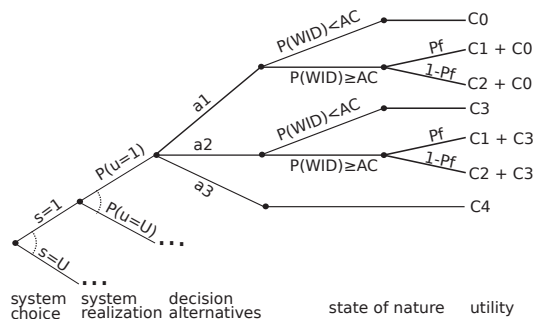 P(WID)<AC
C0
Pf
C1 + C0
P(WID)≥AC
1-Pf
C2 + C0
a1
P(WID)<AC
C3
P(u=1)
a2
Pf
C1 + C3
P(WID)≥AC
1-Pf
C2 + C3
a3
s=1
P(u=U)
C4
s=U
...
...
system choice
system realization
decision alternatives
state of nature
utility